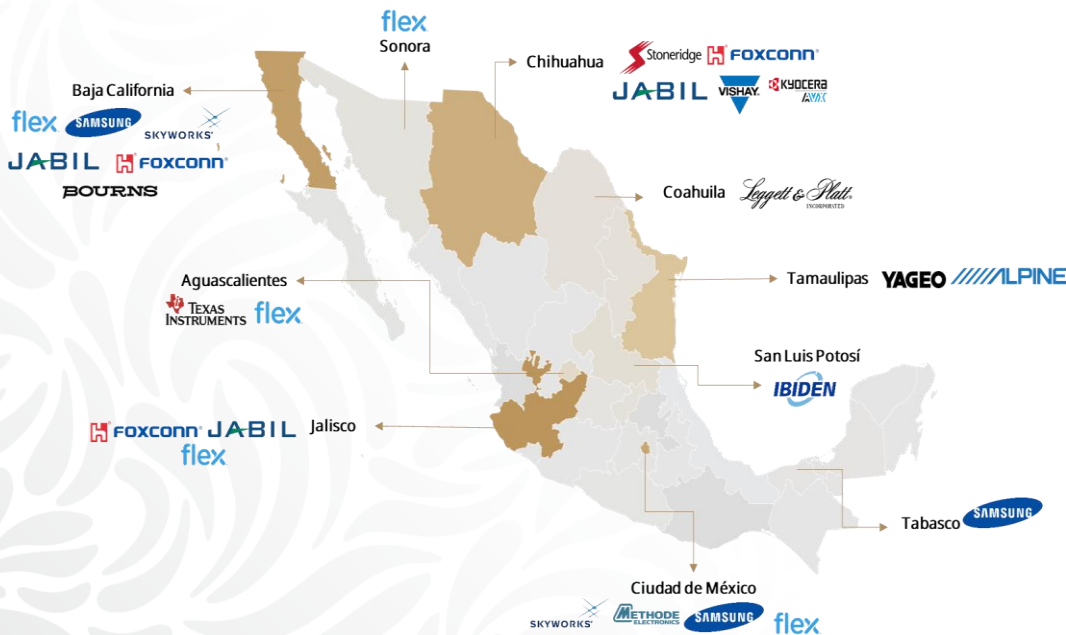 flex
Sonora
Chihuahua
Stoneridge FOXCONN®
JABIL VISHAY. KYOCERA
AVX
Baja California
flex SAMSUNG SKYWORKS®
JABIL FOXCONN®
BOURNS
Coahuila Leggett & Platt®
INCORPORATED
Aguascalientes
TEXAS
INSTRUMENTS flex
Tamaulipas YAGEO ALPINE
San Luis Potosí
IBIDEN
FOXCONN® JABIL Jalisco
flex
Tabasco SAMSUNG
Ciudad de México
SKYWORKS® METHODE
ELECTRONICS SAMSUNG flex